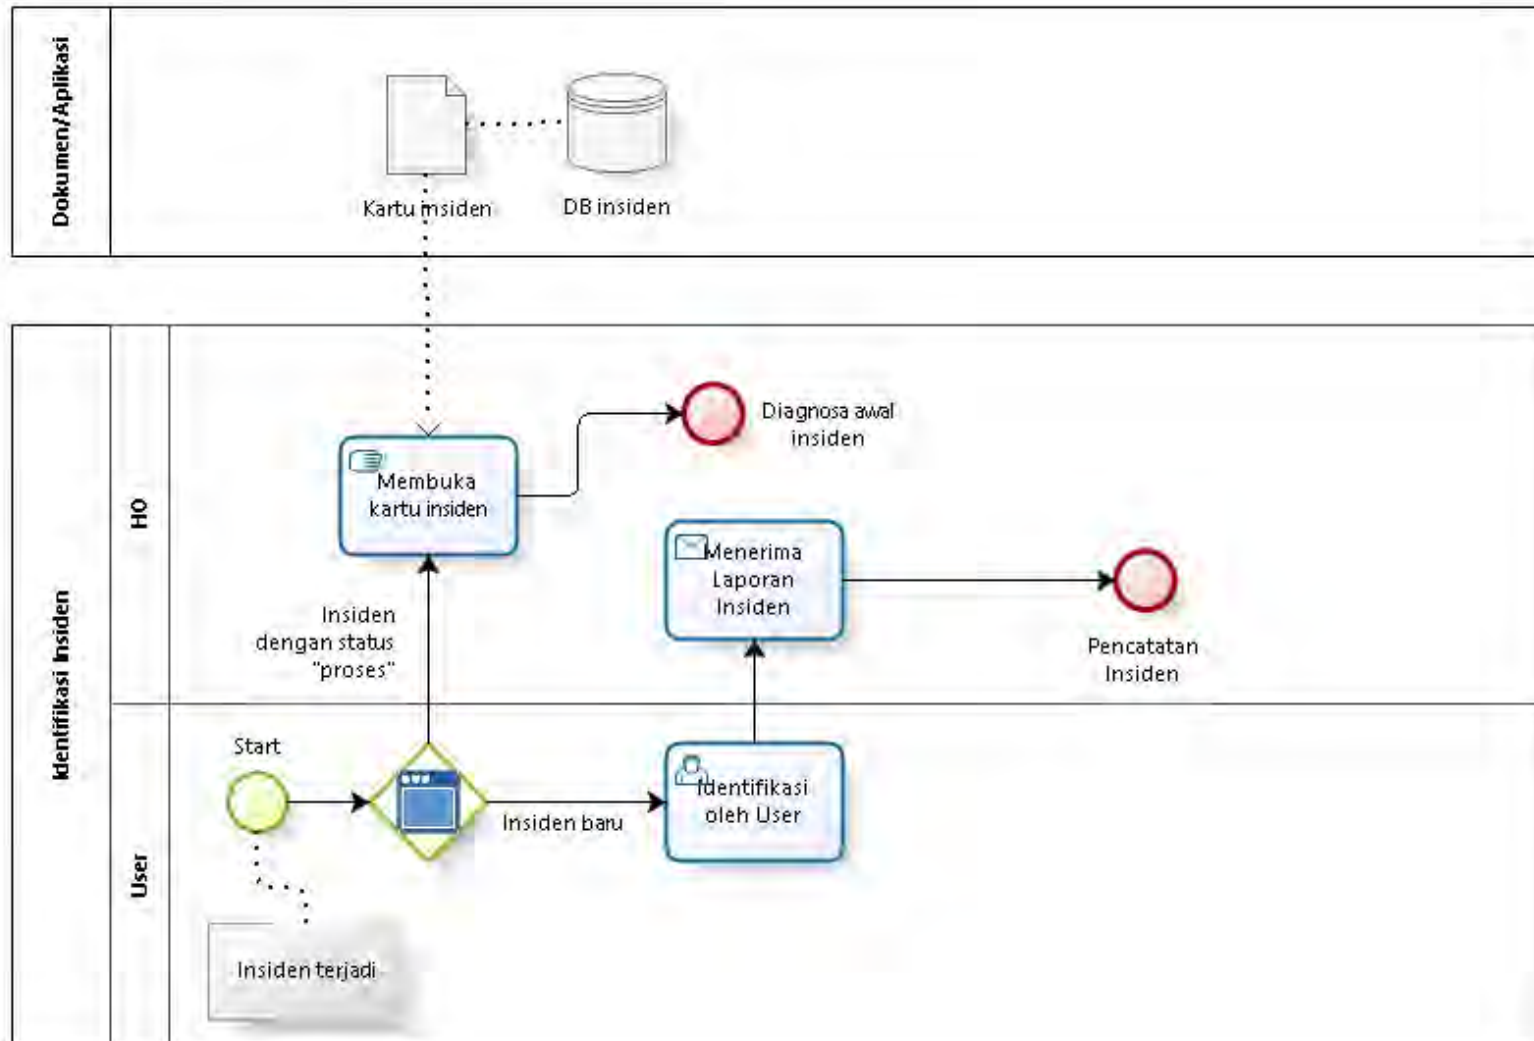 Dokumen/Aplikasi
Kartu insiden
DB insiden
Identifikasi Insiden
HO
Membuka
kartu insiden
Diagnosa awal
insiden
Menerima
Laporan
Insiden
Pencatatan
Insiden
Insiden
dengan status
"proses"
User
Start
Insiden baru
Identifikasi
oleh User
Insiden terjadi